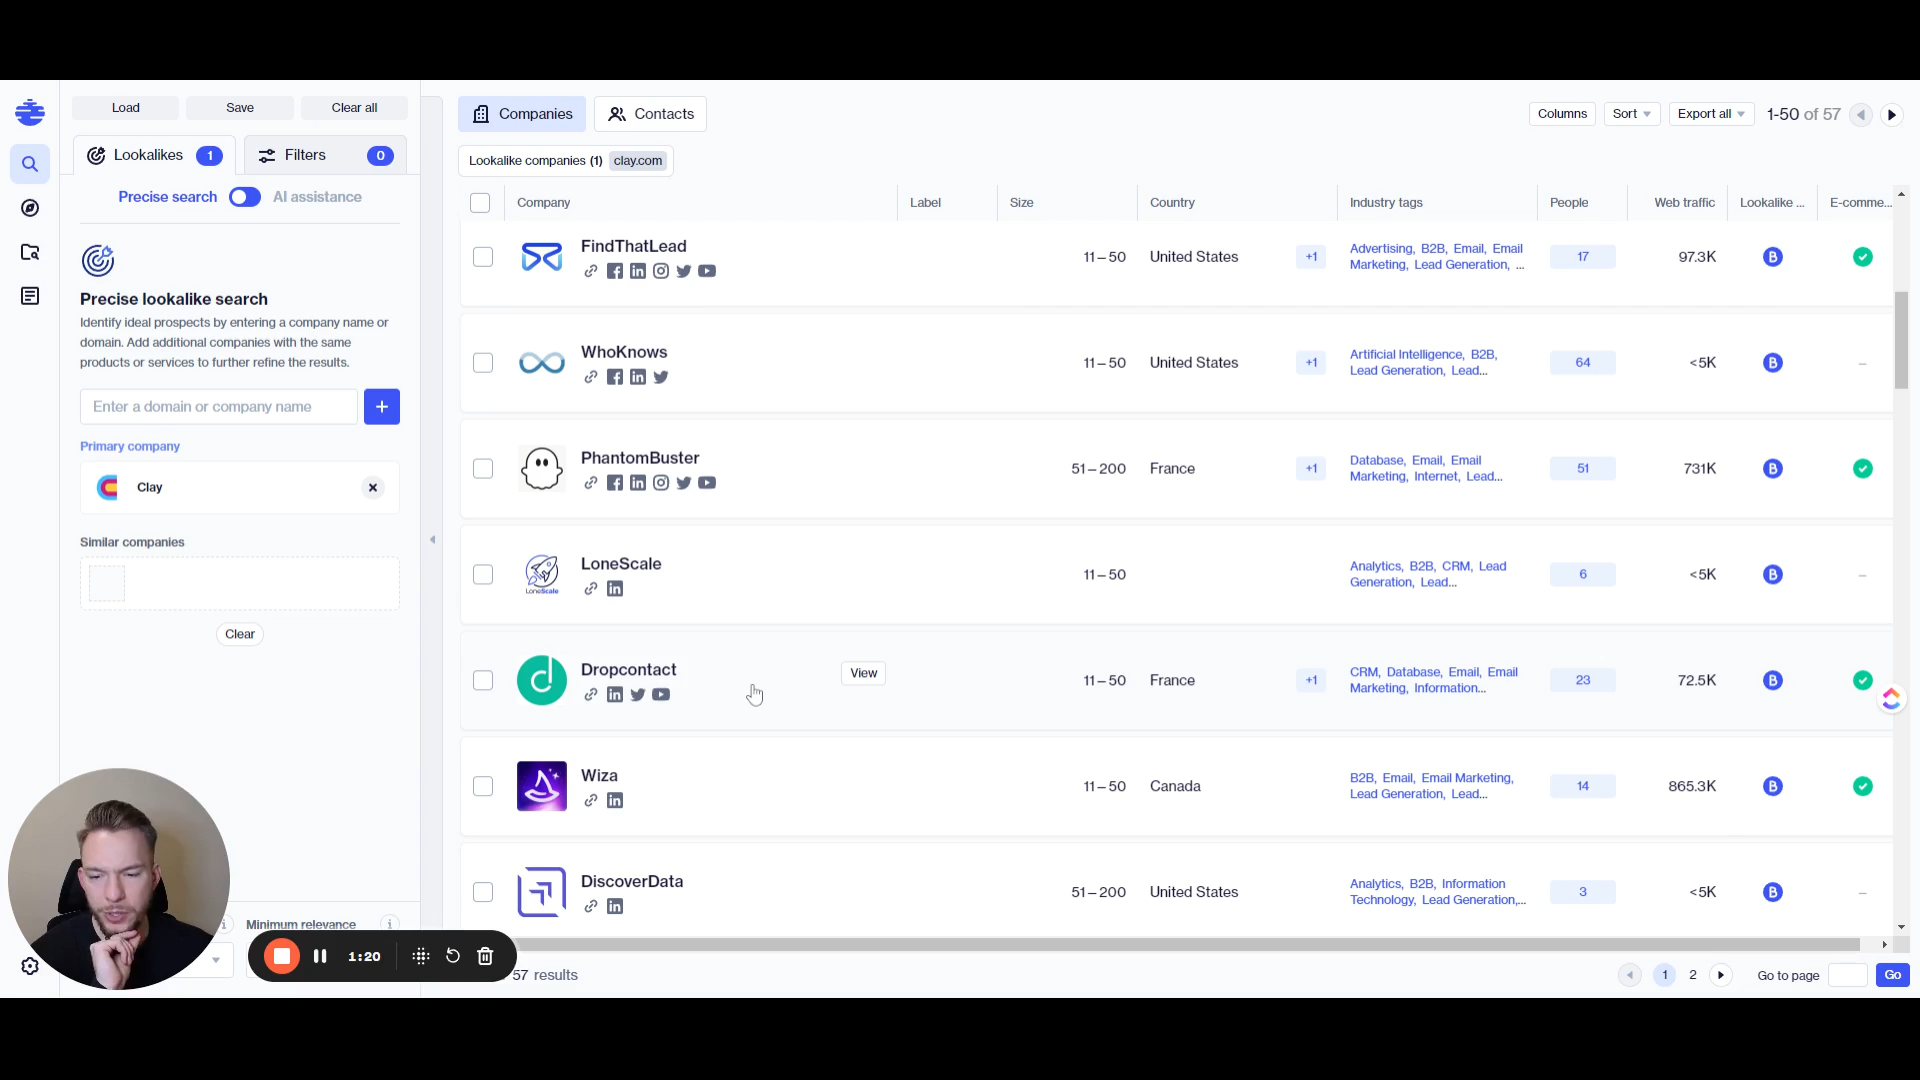 Load
Save
Clear all
Lookalikes 1
Filters 0
Precise search
AI assistance
Precise lookalike search
Identify ideal prospects by entering a company name or
domain. Add additional companies with the same
products or services to further refine the results.
Enter a domain or company name
+
Primary company
Clay
Similar companies
Clear
Minimum relevance
1:20
Companies
Contacts
Columns
Sort
Export all
1-50 of 57
Lookalike companies (1) clay.com
Company
Label
Size
Country
Industry tags
People
Web traffic
Lookalike ...
E-comme...
FindThatLead
11–50
United States
+1
Advertising, B2B, Email, Email
Marketing, Lead Generation, ...
17
97.3K
B
WhoKnows
11–50
United States
+1
Artificial Intelligence, B2B,
Lead Generation, Lead...
64
<5K
B
–
PhantomBuster
51–200
France
+1
Database, Email, Email
Marketing, Internet, Lead...
51
731K
B
LoneScale
LoneScale
11–50
Analytics, B2B, CRM, Lead
Generation, Lead...
6
<5K
B
–
Dropcontact
View
11–50
France
+1
CRM, Database, Email, Email
Marketing, Information...
23
72.5K
B
Wiza
11–50
Canada
B2B, Email, Email Marketing,
Lead Generation, Lead...
14
865.3K
B
DiscoverData
51–200
United States
Analytics, B2B, Information
Technology, Lead Generation,...
3
<5K
B
–
57 results
1
2
Go to page
Go